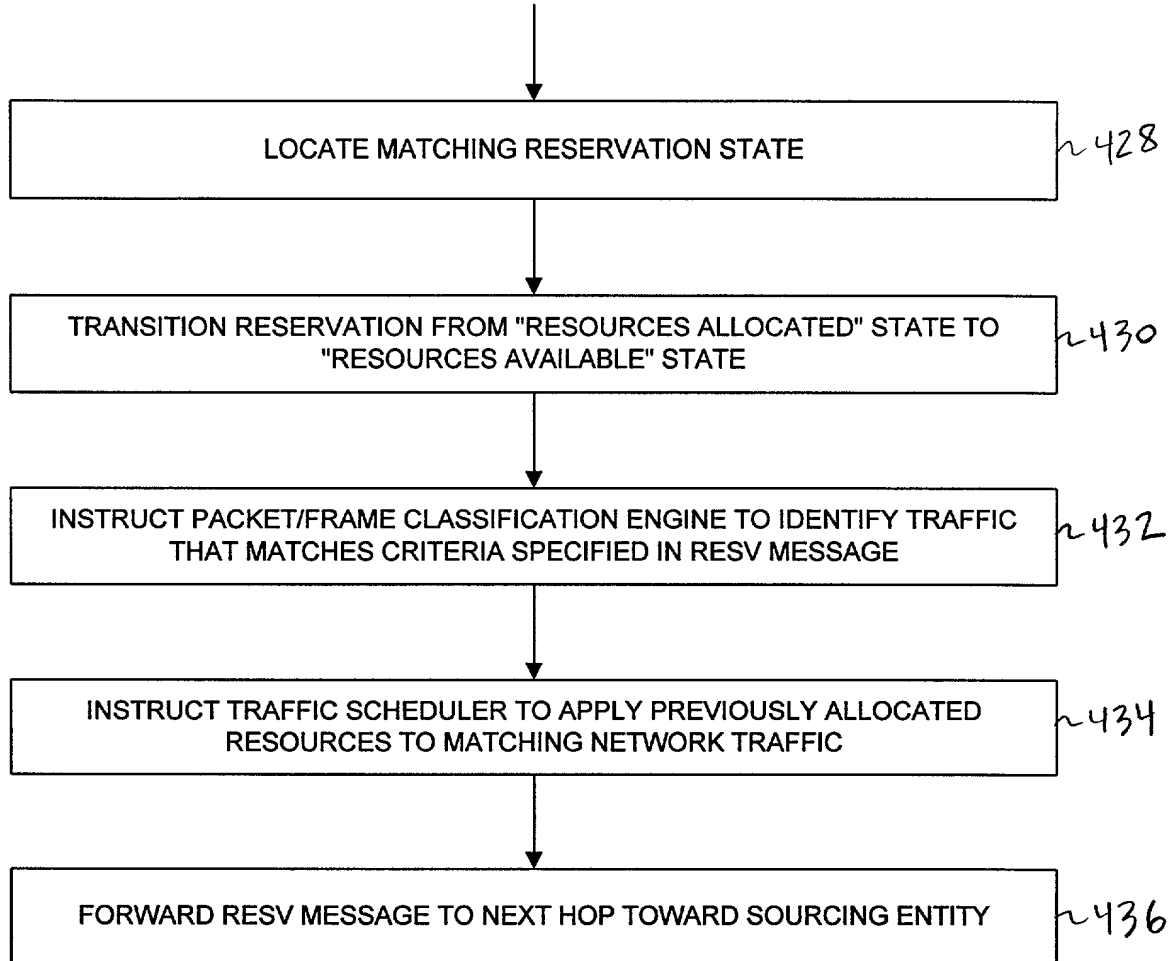 LOCATE MATCHING RESERVATION STATE
428
TRANSITION RESERVATION FROM "RESOURCES ALLOCATED" STATE TO
"RESOURCES AVAILABLE" STATE
430
INSTRUCT PACKET/FRAME CLASSIFICATION ENGINE TO IDENTIFY TRAFFIC
THAT MATCHES CRITERIA SPECIFIED IN RESV MESSAGE
432
INSTRUCT TRAFFIC SCHEDULER TO APPLY PREVIOUSLY ALLOCATED
RESOURCES TO MATCHING NETWORK TRAFFIC
434
FORWARD RESV MESSAGE TO NEXT HOP TOWARD SOURCING ENTITY
436